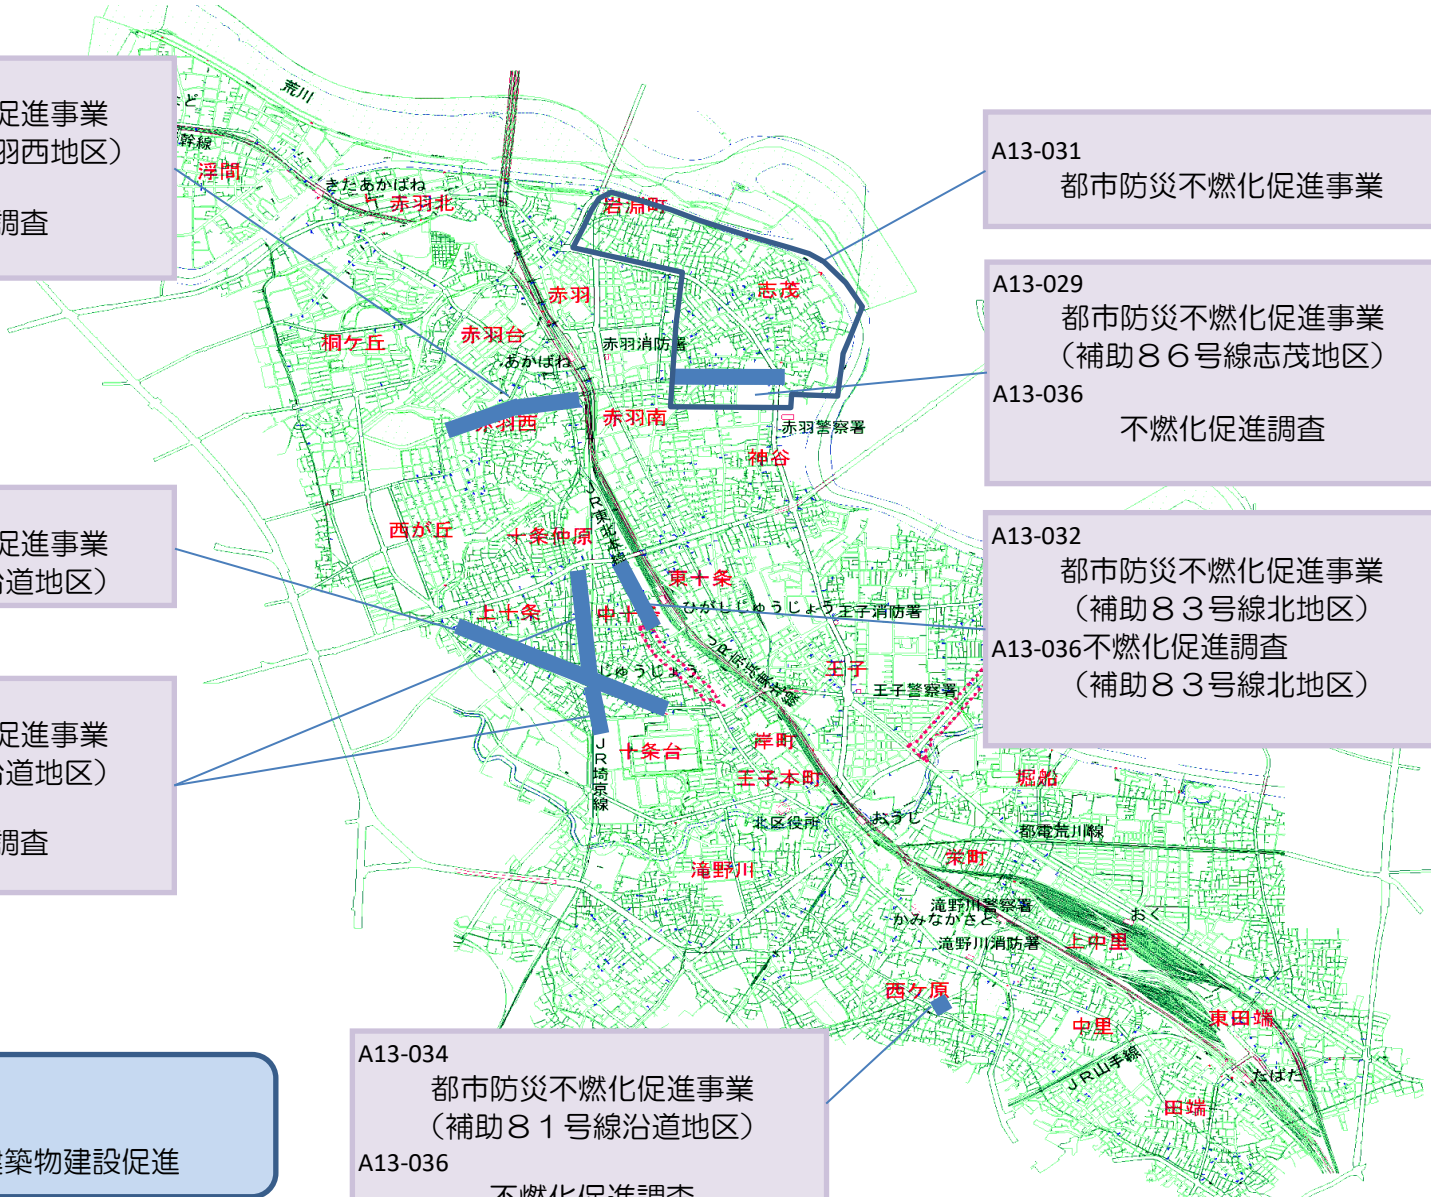 荒川
ど
幹線
浮間
きたあかばね
赤羽北
岩淵町
志茂
赤羽
赤羽台
桐ケ丘
赤羽消防署
あかばね
赤羽西
赤羽南
赤羽警察署
神谷
西が丘
十条仲原
東十条
ひがしじゅうじょう
王子消防署
上十条
JR京浜東北線
じゅうじょう
王子
王子警察署
十条台
岸町
JR埼京線
王子本町
堀船
北区役所
おうじ
都電荒川線
栄町
滝野川
滝野川警察署
かみなかざと
おく
滝野川消防署
上中里
西ケ原
中里
東田端
JR山手線
たばた
田端
促進事業
羽西地区）
調査
促進事業
沿道地区）
促進事業
沿道地区）
調査
建築物建設促進
A13-031
都市防災不燃化促進事業
A13-029
都市防災不燃化促進事業
（補助８６号線志茂地区）
A13-036
不燃化促進調査
A13-032
都市防災不燃化促進事業
（補助８３号線北地区）
A13-036不燃化促進調査
（補助８３号線北地区）
A13-034
都市防災不燃化促進事業
（補助８１号線沿道地区）
A13-036
不燃化促進調査